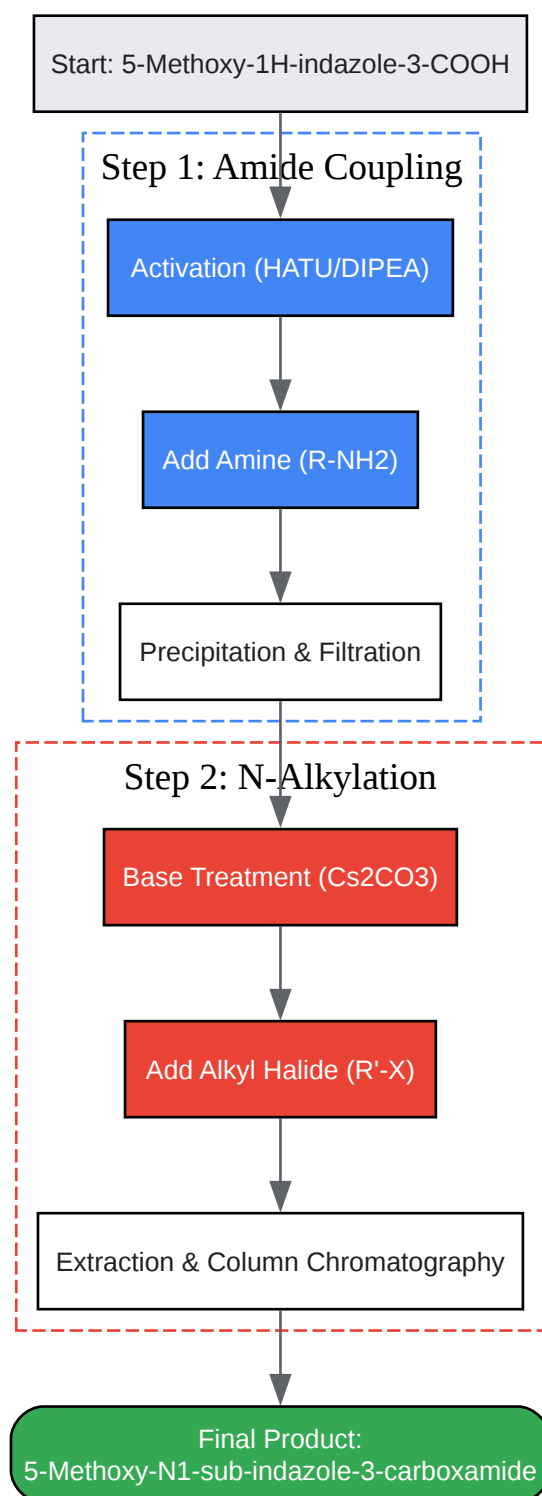 Start: 5-Methoxy-1H-indazole-3-COOH
Step 1: Amide Coupling
Activation (HATU/DIPEA)
Add Amine (R-NH2)
Precipitation & Filtration
Step 2: N-Alkylation
Base Treatment (Cs2CO3)
Add Alkyl Halide (R'-X)
Extraction & Column Chromatography
Final Product:
5-Methoxy-N1-sub-indazole-3-carboxamide